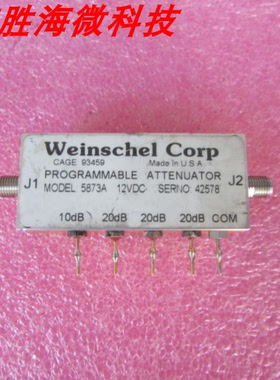 胜海微科技
Weinschel Corp
CAGE 93459 Made in U.S.A
J1 PROGRAMMABLE ATTENUATOR J2
MODEL 5873A 12VDC SERNO: 42578
10dB 20dB 20dB 20dB COM